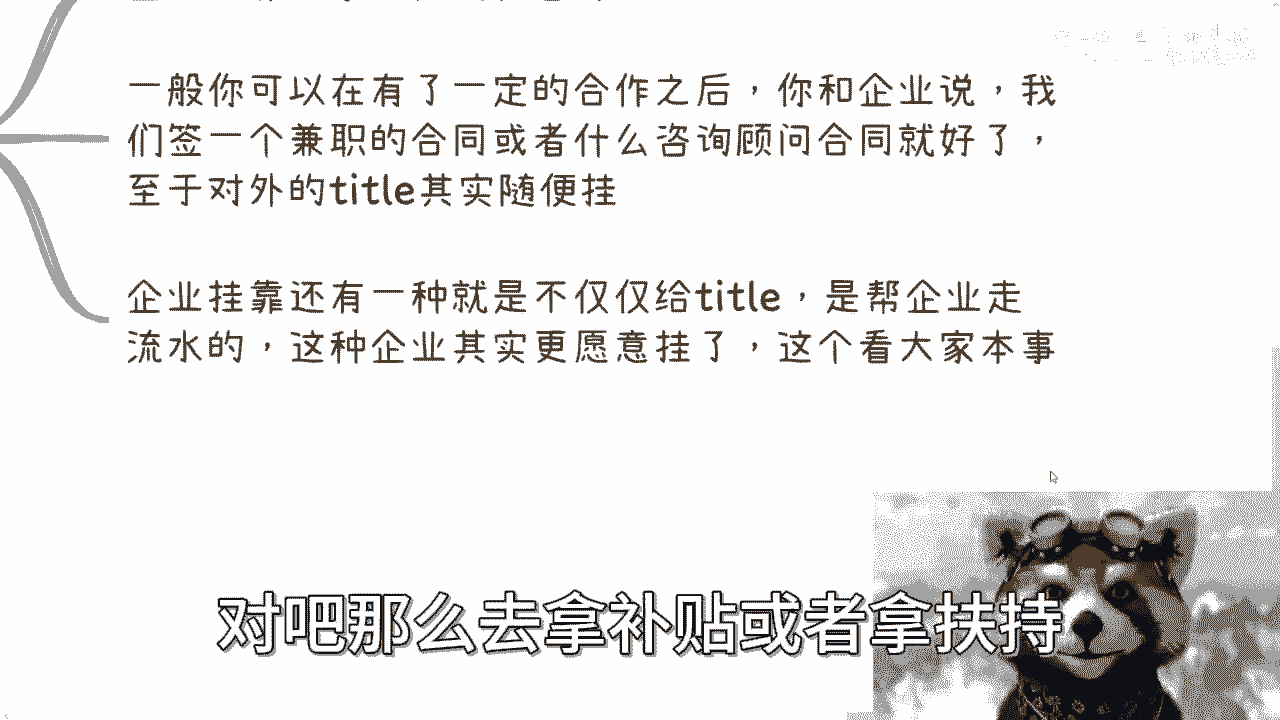 一般你可以在有了一定的合作之后，你和企业说，我
们签一个兼职的合同或者什么咨询顾问合同就好了，
至于对外的title其实随便挂
企业挂靠还有一种就是不仅仅给title，是帮企业走
流水的，这种企业其实更愿意挂了，这个看大家本事
对吧那么去拿补贴或者拿扶持